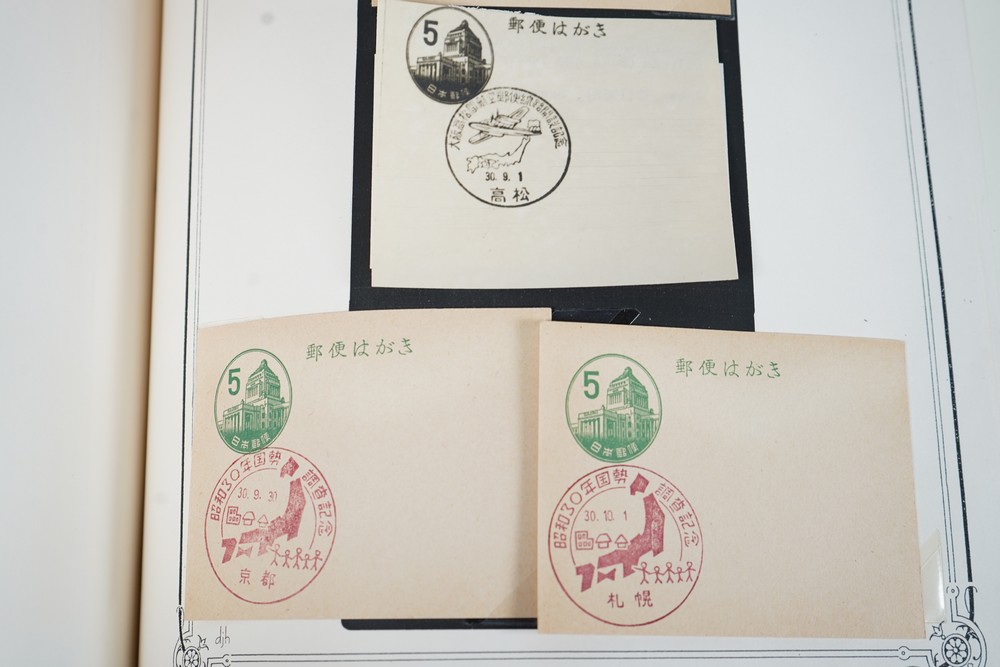 5
郵便はがき
日本郵便
30. 9. 1
高松
5
郵便はがき
日本郵便
昭和30年国勢調査記念
30. 9. 30
京都
5
郵便はがき
日本郵便
昭和30年国勢調査記念
30. 10. 1
札幌
djh